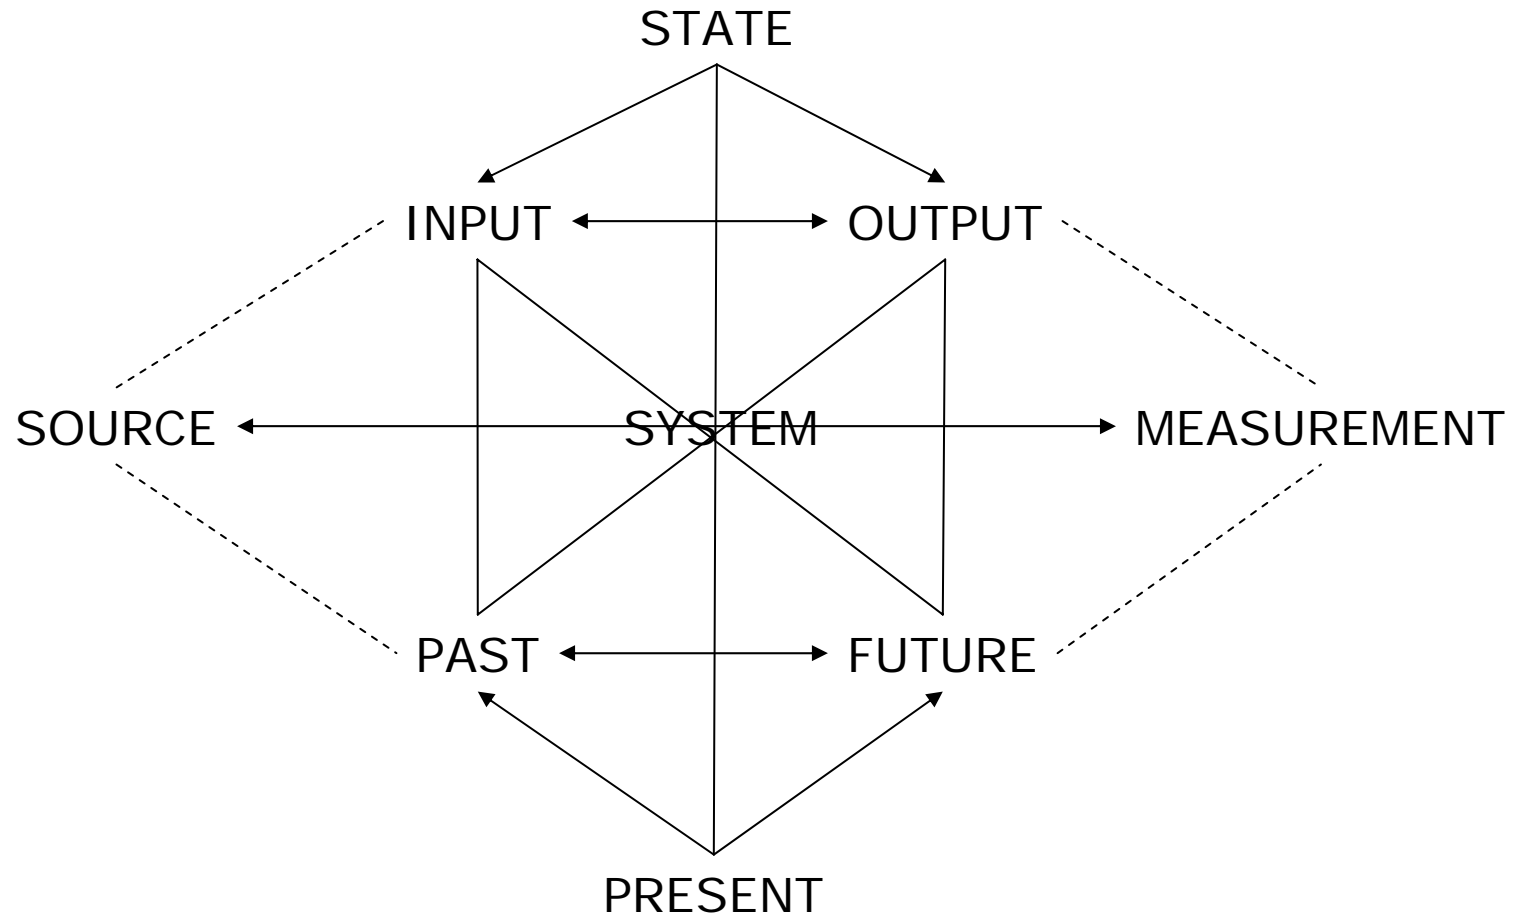 STATE
INPUT OUTPUT
SOURCE SYSTEM MEASUREMENT
PAST FUTURE
PRESENT